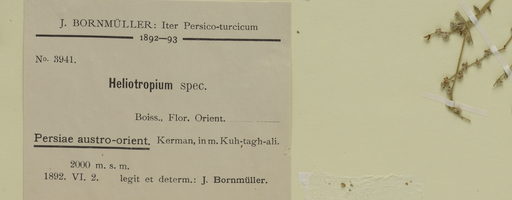 J. BORNMÜLLER: Iter Persico-turcicum
1892—93
No. 3941.
Heliotropium spec.
Boiss., Flor. Orient.
Persiae austro-orient. Kerman, in m. Kuh-tagh-ali.
2000 m. s. m.
1892. VI. 2. legit et determ.: J. Bornmüller.